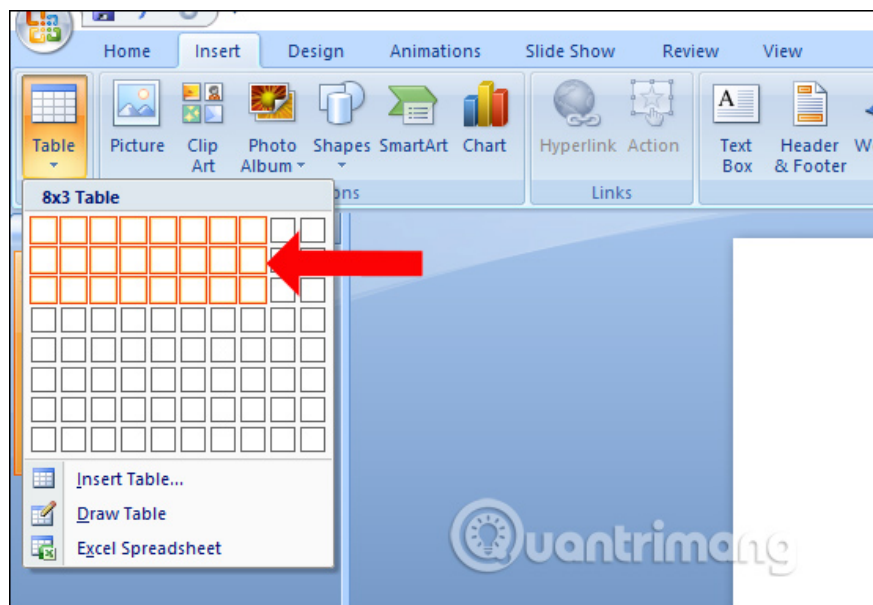 Home Insert Design Animations Slide Show Review View
Table Picture Clip Art Photo Album Shapes SmartArt Chart Hyperlink Action A Text Box Header & Footer
Links
8x3 Table
Insert Table...
Draw Table
Excel Spreadsheet
Quantrimang